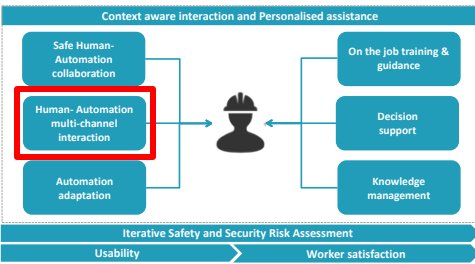 Context aware interaction and Personalised assistance
Safe Human-
Automation
collaboration
On the job training &
guidance
Human- Automation
multi-channel
interaction
Decision
support
Automation
adaptation
Knowledge
management
Iterative Safety and Security Risk Assessment
Usability
Worker satisfaction